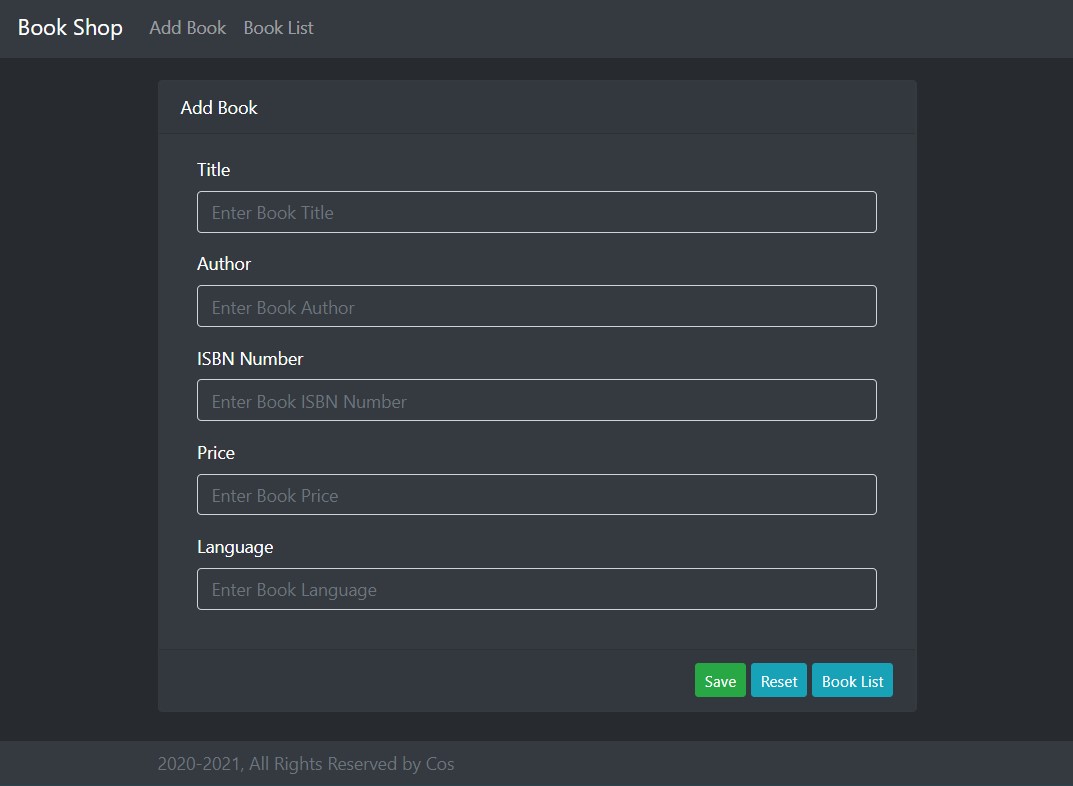 Book Shop Add Book Book List
Add Book
Title
Enter Book Title
Author
Enter Book Author
ISBN Number
Enter Book ISBN Number
Price
Enter Book Price
Language
Enter Book Language
Save Reset Book List
2020-2021, All Rights Reserved by Cos